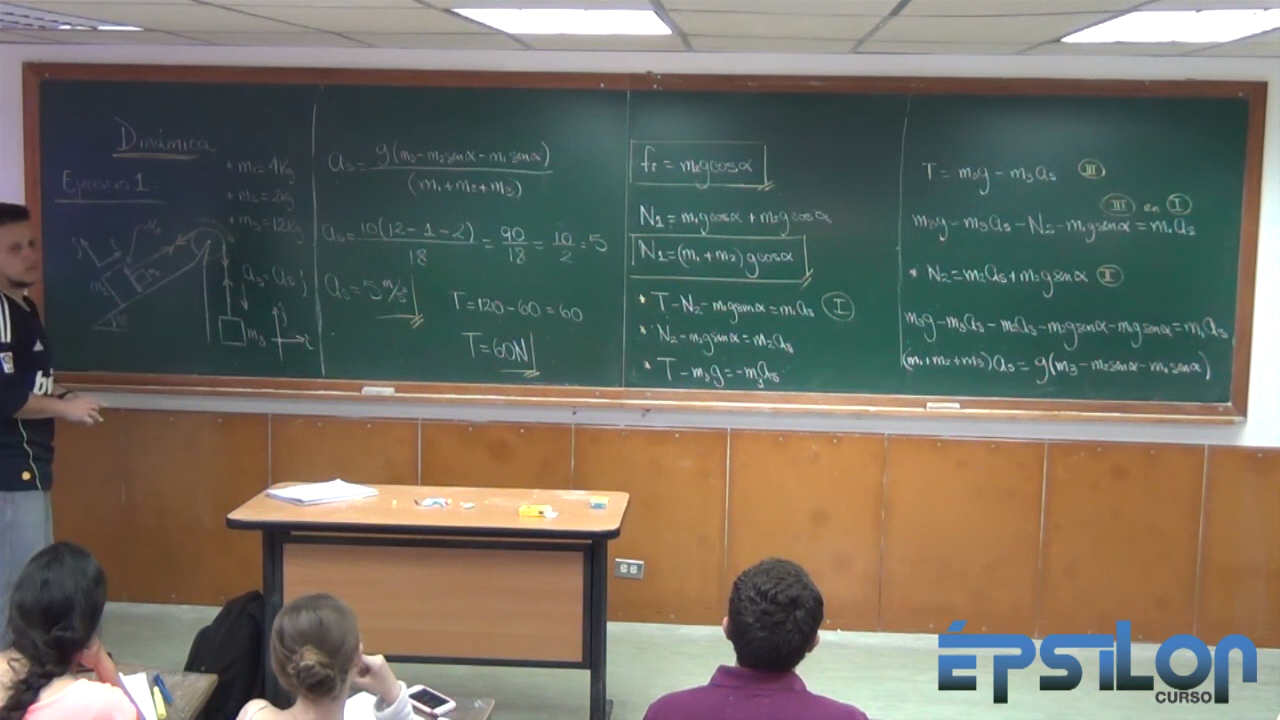 Dinámica
Ejercicio 1:
* m₁ = 4Kg
* m₂ = 2kg
* m₃ = 12Kg
m₃
a₃ = a₅ j
aₛ = g(m₃ - m₂senα - m₁senα) / (m₁ + m₂ + m₃)
aₛ = 10(12 - 1 - 2) / 18 = 90 / 18 = 10 / 2 = 5
aₛ = 5 m/s²
T = 120 - 60 = 60
T = 60N
fᵣ = m₂gcosα
N₁ = m₁gcosα + m₂gcosα
N₁ = (m₁ + m₂)gcosα
* T - N₂ - m₁gsenα = m₁aₛ I
* N₂ - m₂gsenα = m₂aₛ
* T - m₃g = -m₃aₛ
T = m₃g - m₃aₛ III
III en I
m₃g - m₃aₛ - N₂ - m₁gsenα = m₁aₛ
* N₂ = m₂aₛ + m₂gsenα I
m₃g - m₃aₛ - m₂aₛ - m₂gsenα - m₁gsenα = m₁aₛ
(m₁ + m₂ + m₃)aₛ = g(m₃ - m₂senα - m₁senα)
ÉPSILON
CURSO